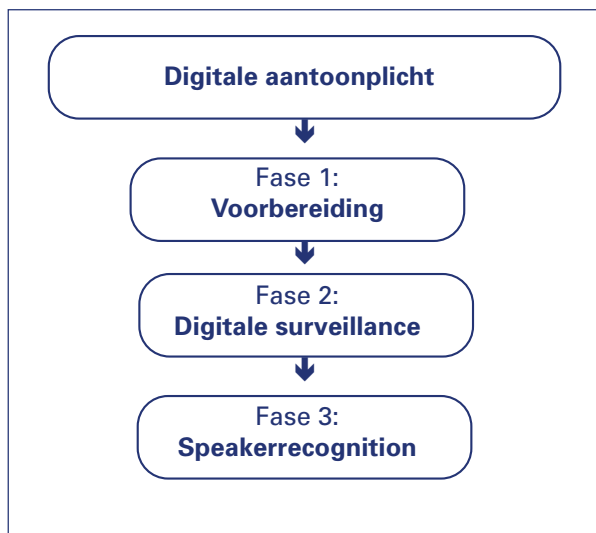 Digitale aantoonplicht
Fase 1:
Voorbereiding
Fase 2:
Digitale surveillance
Fase 3:
Speakerrecognition